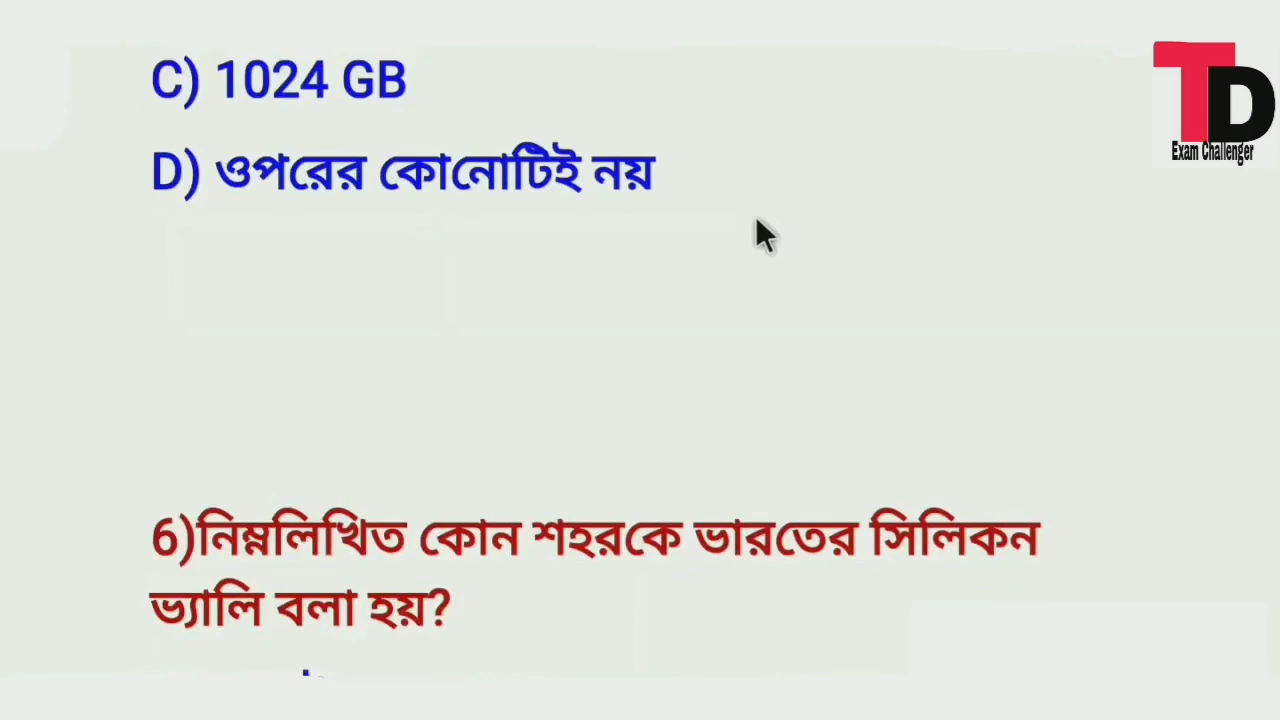 C) 1024 GB
TD
Exam Challenger
D) ওপরের কোনোটিই নয়
6)নিম্নলিখিত কোন শহরকে ভারতের সিলিকন
ভ্যালি বলা হয়?